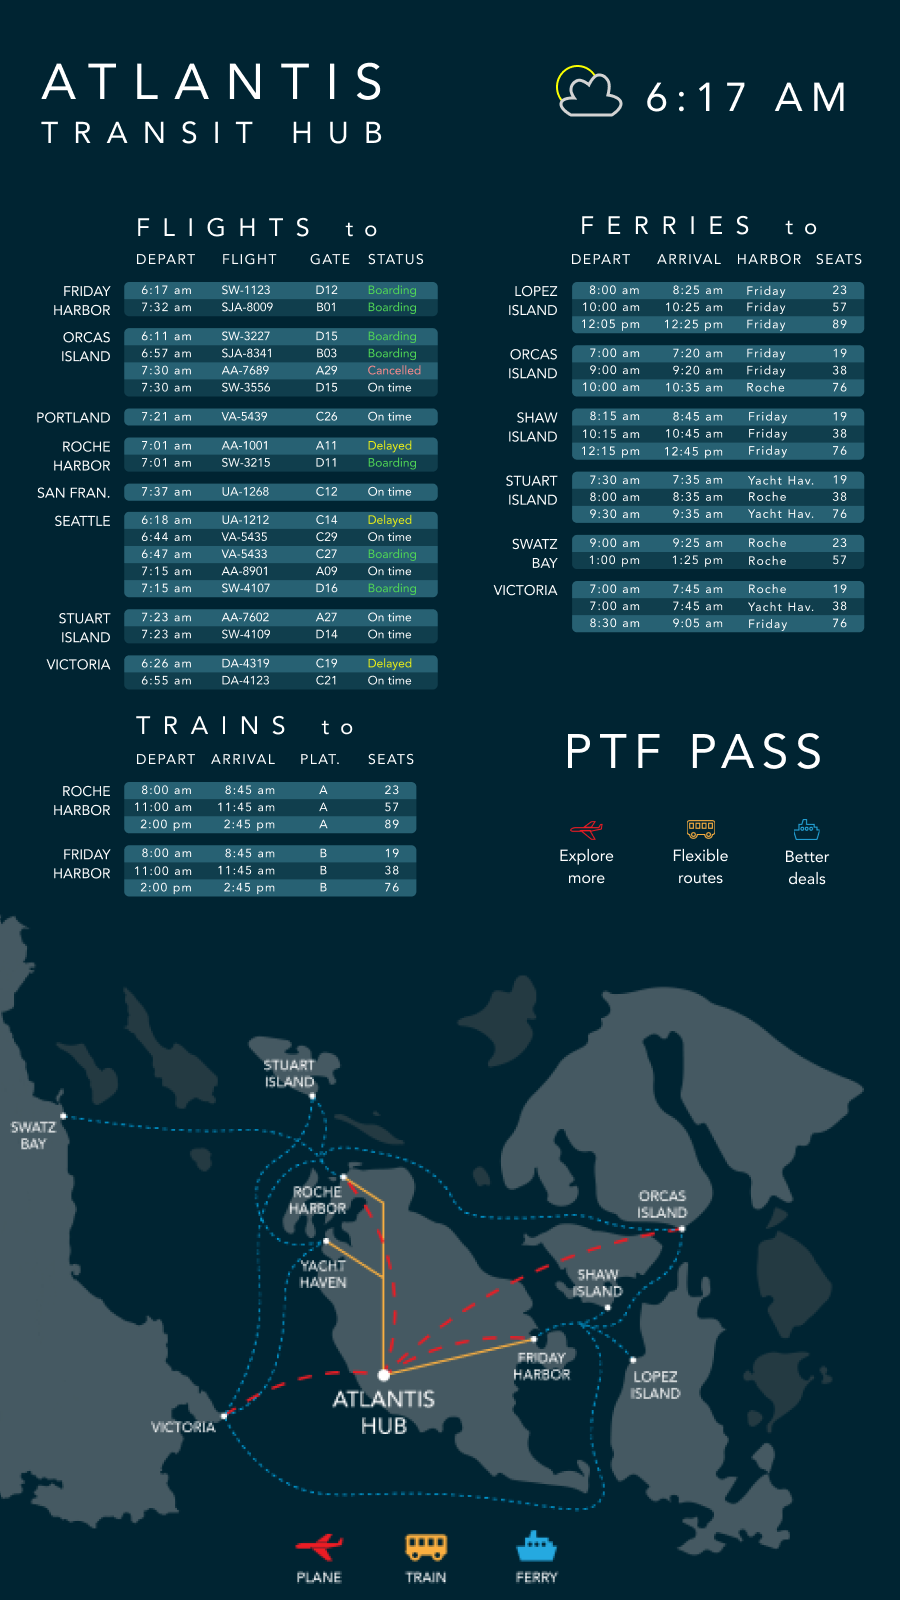 ATLANTIS
TRANSIT HUB
6:17 AM
FLIGHTS to
DEPART FLIGHT GATE STATUS
FRIDAY HARBOR
6:17 am SW-1123 D12 Boarding
7:32 am SJA-8009 B01 Boarding
ORCAS ISLAND
6:11 am SW-3227 D15 Boarding
6:57 am SJA-8341 B03 Boarding
7:30 am AA-7689 A29 Cancelled
7:30 am SW-3556 D15 On time
PORTLAND
7:21 am VA-5439 C26 On time
ROCHE HARBOR
7:01 am AA-1001 A11 Delayed
7:01 am SW-3215 D11 Boarding
SAN FRAN.
7:37 am UA-1268 C12 On time
SEATTLE
6:18 am UA-1212 C14 Delayed
6:44 am VA-5435 C29 On time
6:47 am VA-5433 C27 Boarding
7:15 am AA-8901 A09 On time
7:15 am SW-4107 D16 Boarding
STUART ISLAND
7:23 am AA-7602 A27 On time
7:23 am SW-4109 D14 On time
VICTORIA
6:26 am DA-4319 C19 Delayed
6:55 am DA-4123 C21 On time
FERRIES to
DEPART ARRIVAL HARBOR SEATS
LOPEZ ISLAND
8:00 am 8:25 am Friday 23
10:00 am 10:25 am Friday 57
12:05 pm 12:25 pm Friday 89
ORCAS ISLAND
7:00 am 7:20 am Friday 19
9:00 am 9:20 am Friday 38
10:00 am 10:35 am Roche 76
SHAW ISLAND
8:15 am 8:45 am Friday 19
10:15 am 10:45 am Friday 38
12:15 pm 12:45 pm Friday 76
STUART ISLAND
7:30 am 7:35 am Yacht Hav. 19
8:00 am 8:35 am Roche 38
9:30 am 9:35 am Yacht Hav. 76
SWATZ BAY
9:00 am 9:25 am Roche 23
1:00 pm 1:25 pm Roche 57
VICTORIA
7:00 am 7:45 am Roche 19
7:00 am 7:45 am Yacht Hav. 38
8:30 am 9:05 am Friday 76
TRAINS to
DEPART ARRIVAL PLAT. SEATS
ROCHE HARBOR
8:00 am 8:45 am A 23
11:00 am 11:45 am A 57
2:00 pm 2:45 pm A 89
FRIDAY HARBOR
8:00 am 8:45 am B 19
11:00 am 11:45 am B 38
2:00 pm 2:45 pm B 76
PTF PASS
Explore more
Flexible routes
Better deals
STUART
ISLAND
SWATZ
BAY
ROCHE
HARBOR
ORCAS
ISLAND
YACHT
HAVEN
SHAW
ISLAND
FRIDAY
HARBOR
LOPEZ
ISLAND
ATLANTIS
HUB
VICTORIA
PLANE
TRAIN
FERRY